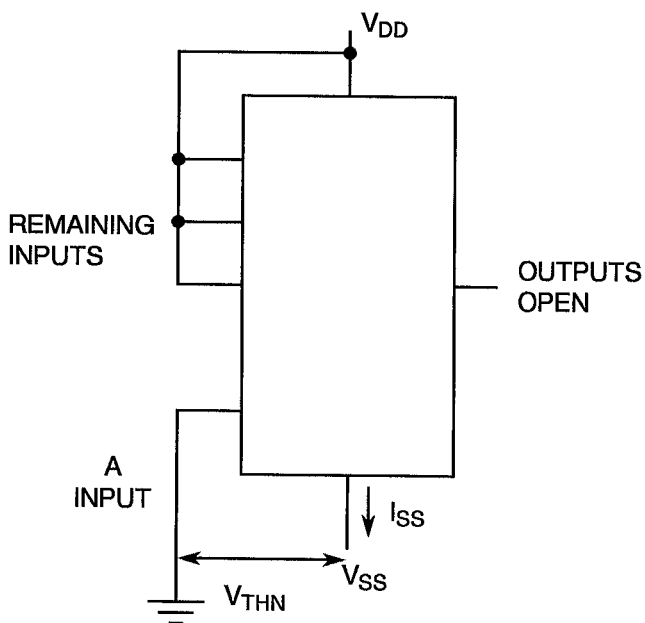 VDD
REMAINING
INPUTS
OUTPUTS
OPEN
A
INPUT
ISS
VSS
VTHN